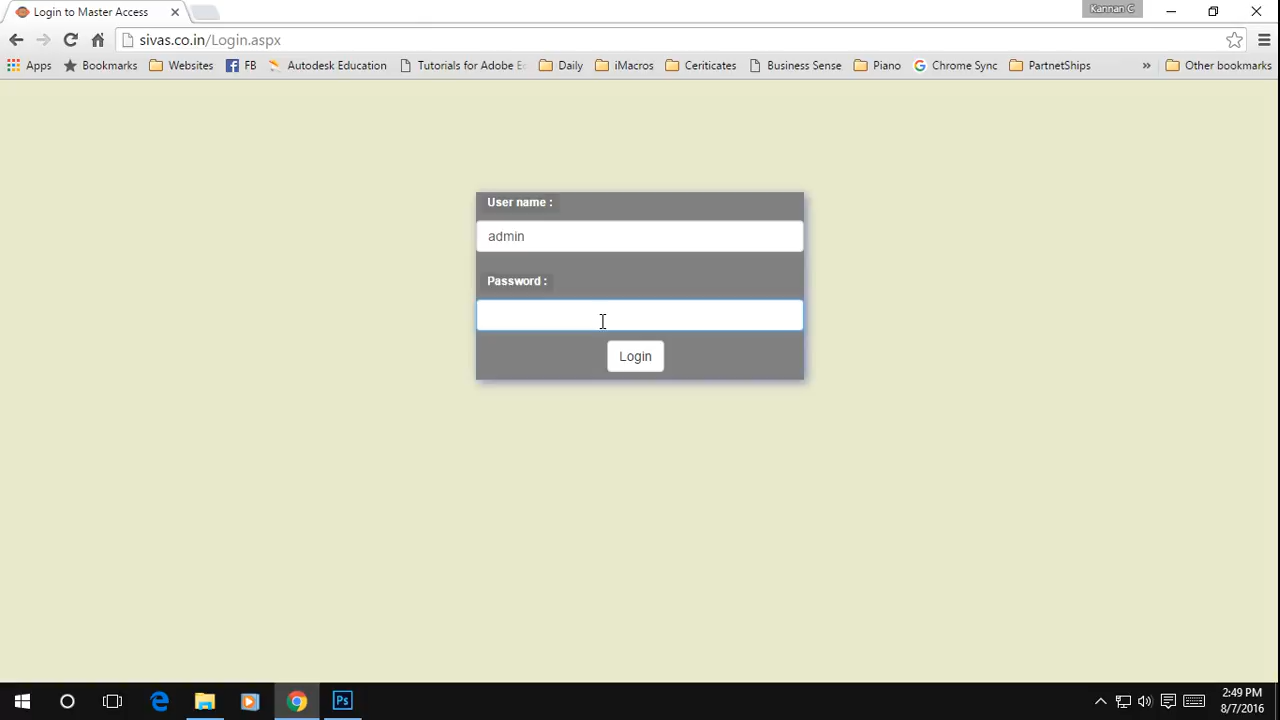 Login to Master Access
Kannan C
sivas.co.in/Login.aspx
Apps Bookmarks Websites FB Autodesk Education Tutorials for Adobe Daily iMacros Ceriticates Business Sense Piano Chrome Sync PartnetShips » Other bookmarks
User name :
admin
Password :
Login
Ps
2:49 PM
8/7/2016